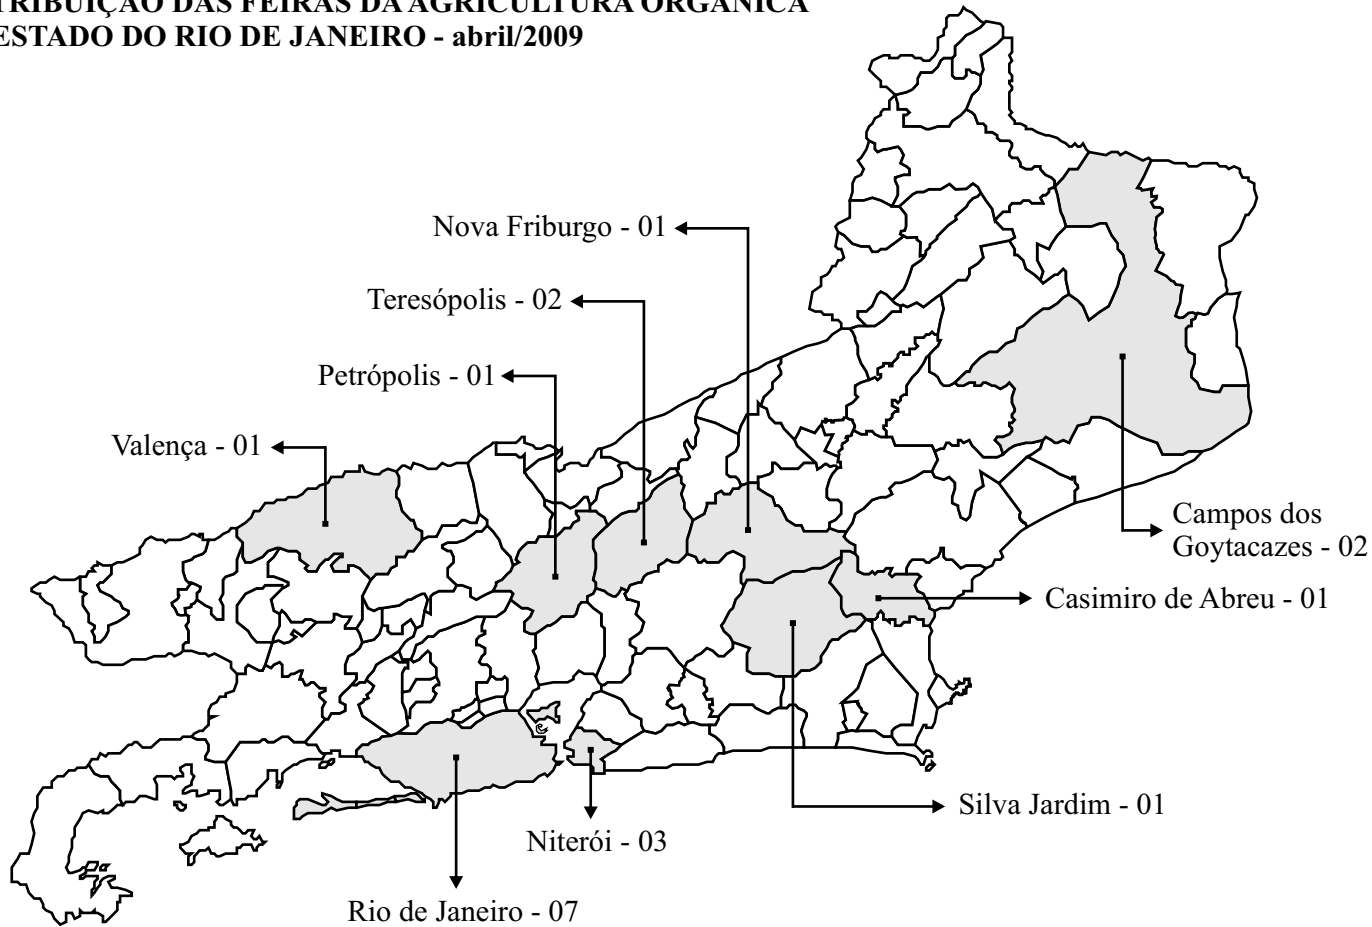 TRIBUIÇÃO DAS FEIRAS DA AGRICULTURA ORGÂNICA
ESTADO DO RIO DE JANEIRO - abril/2009
Nova Friburgo - 01
Teresópolis - 02
Petrópolis - 01
Valença - 01
Campos dos
Goytacazes - 02
Casimiro de Abreu - 01
Silva Jardim - 01
Niterói - 03
Rio de Janeiro - 07